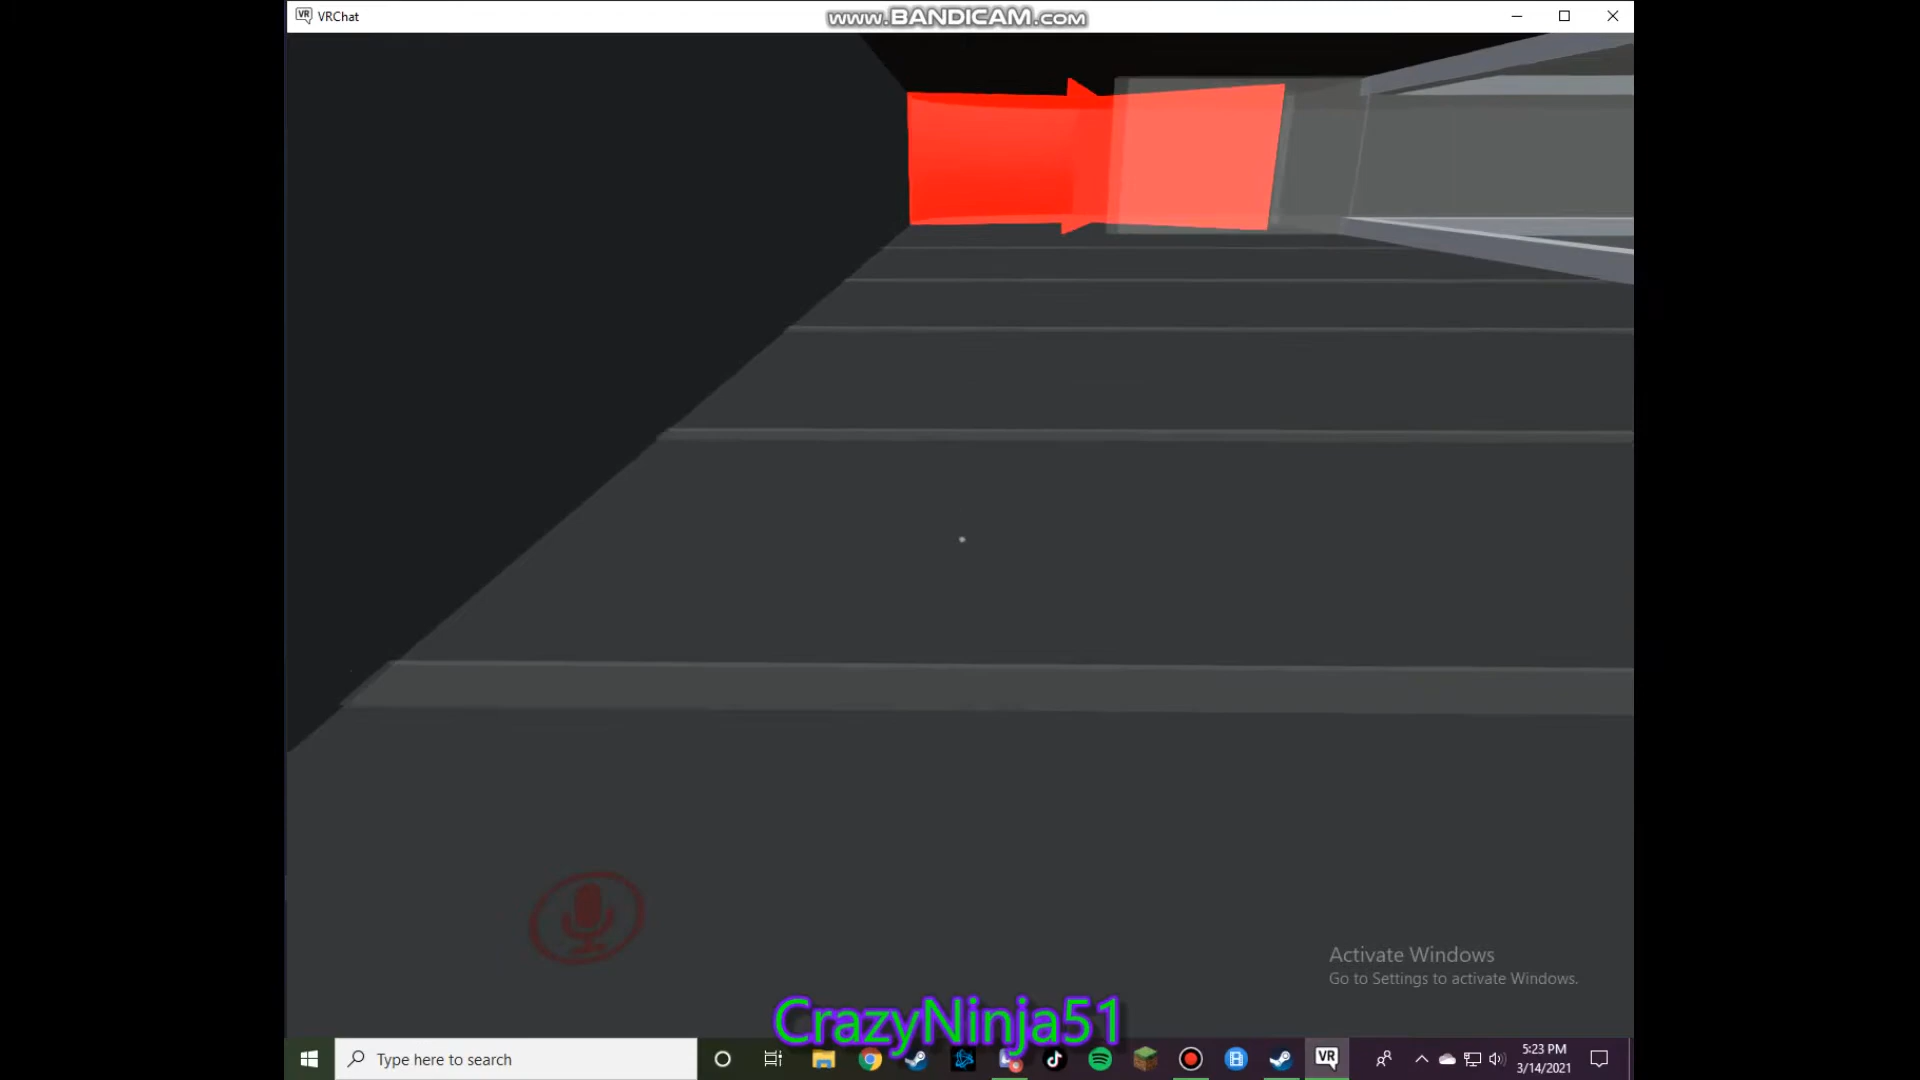 VRChat
www.BANDICAM.com
Activate Windows
Go to Settings to activate Windows.
CrazyNinja51
Type here to search
VR
5:23 PM
3/14/2021